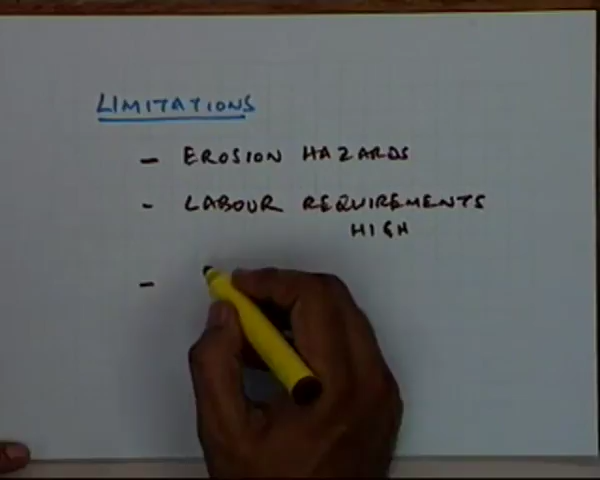 LIMITATIONS
- EROSION HAZARDS
- LABOUR REQUIREMENTS
HIGH
-